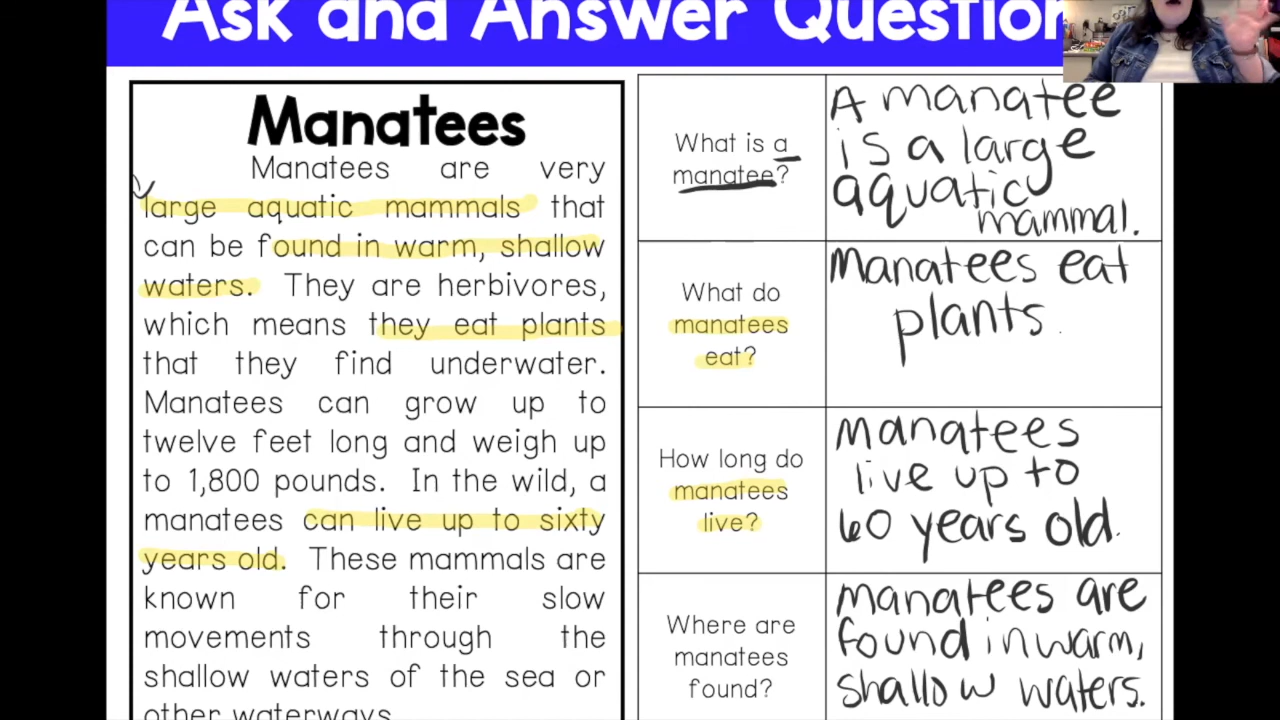 Ask and Answer Question
Manatees
Manatees are very
large aquatic mammals that
can be found in warm, shallow
waters. They are herbivores,
which means they eat plants
that they find underwater.
Manatees can grow up to
twelve feet long and weigh up
to 1,800 pounds. In the wild, a
manatees can live up to sixty
years old. These mammals are
known for their slow
movements through the
shallow waters of the sea or
other waterways.
What is a
manatee?
A manatee
is a large
aquatic
mammal.
What do
manatees
eat?
Manatees eat
plants.
How long do
manatees
live?
manatees
live up to
60 years old.
Where are
manatees
found?
manatees are
found in warm,
shallow waters.